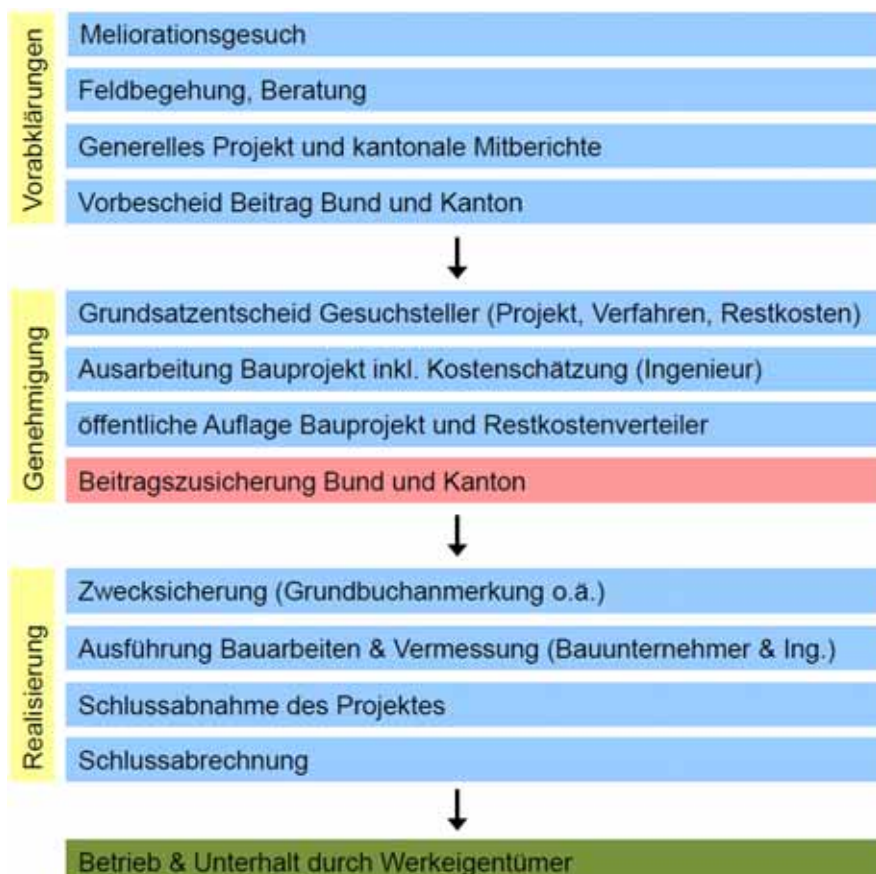 Vorabklärungen
Meliorationsgesuch
Feldbegehung, Beratung
Generelles Projekt und kantonale Mitberichte
Vorbescheid Beitrag Bund und Kanton
Genehmigung
Grundsatzentscheid Gesuchsteller (Projekt, Verfahren, Restkosten)
Ausarbeitung Bauprojekt inkl. Kostenschätzung (Ingenieur)
öffentliche Auflage Bauprojekt und Restkostenverteiler
Beitragszusicherung Bund und Kanton
Realisierung
Zwecksicherung (Grundbuchanmerkung o.ä.)
Ausführung Bauarbeiten & Vermessung (Bauunternehmer & Ing.)
Schlussabnahme des Projektes
Schlussabrechnung
Betrieb & Unterhalt durch Werkeigentümer